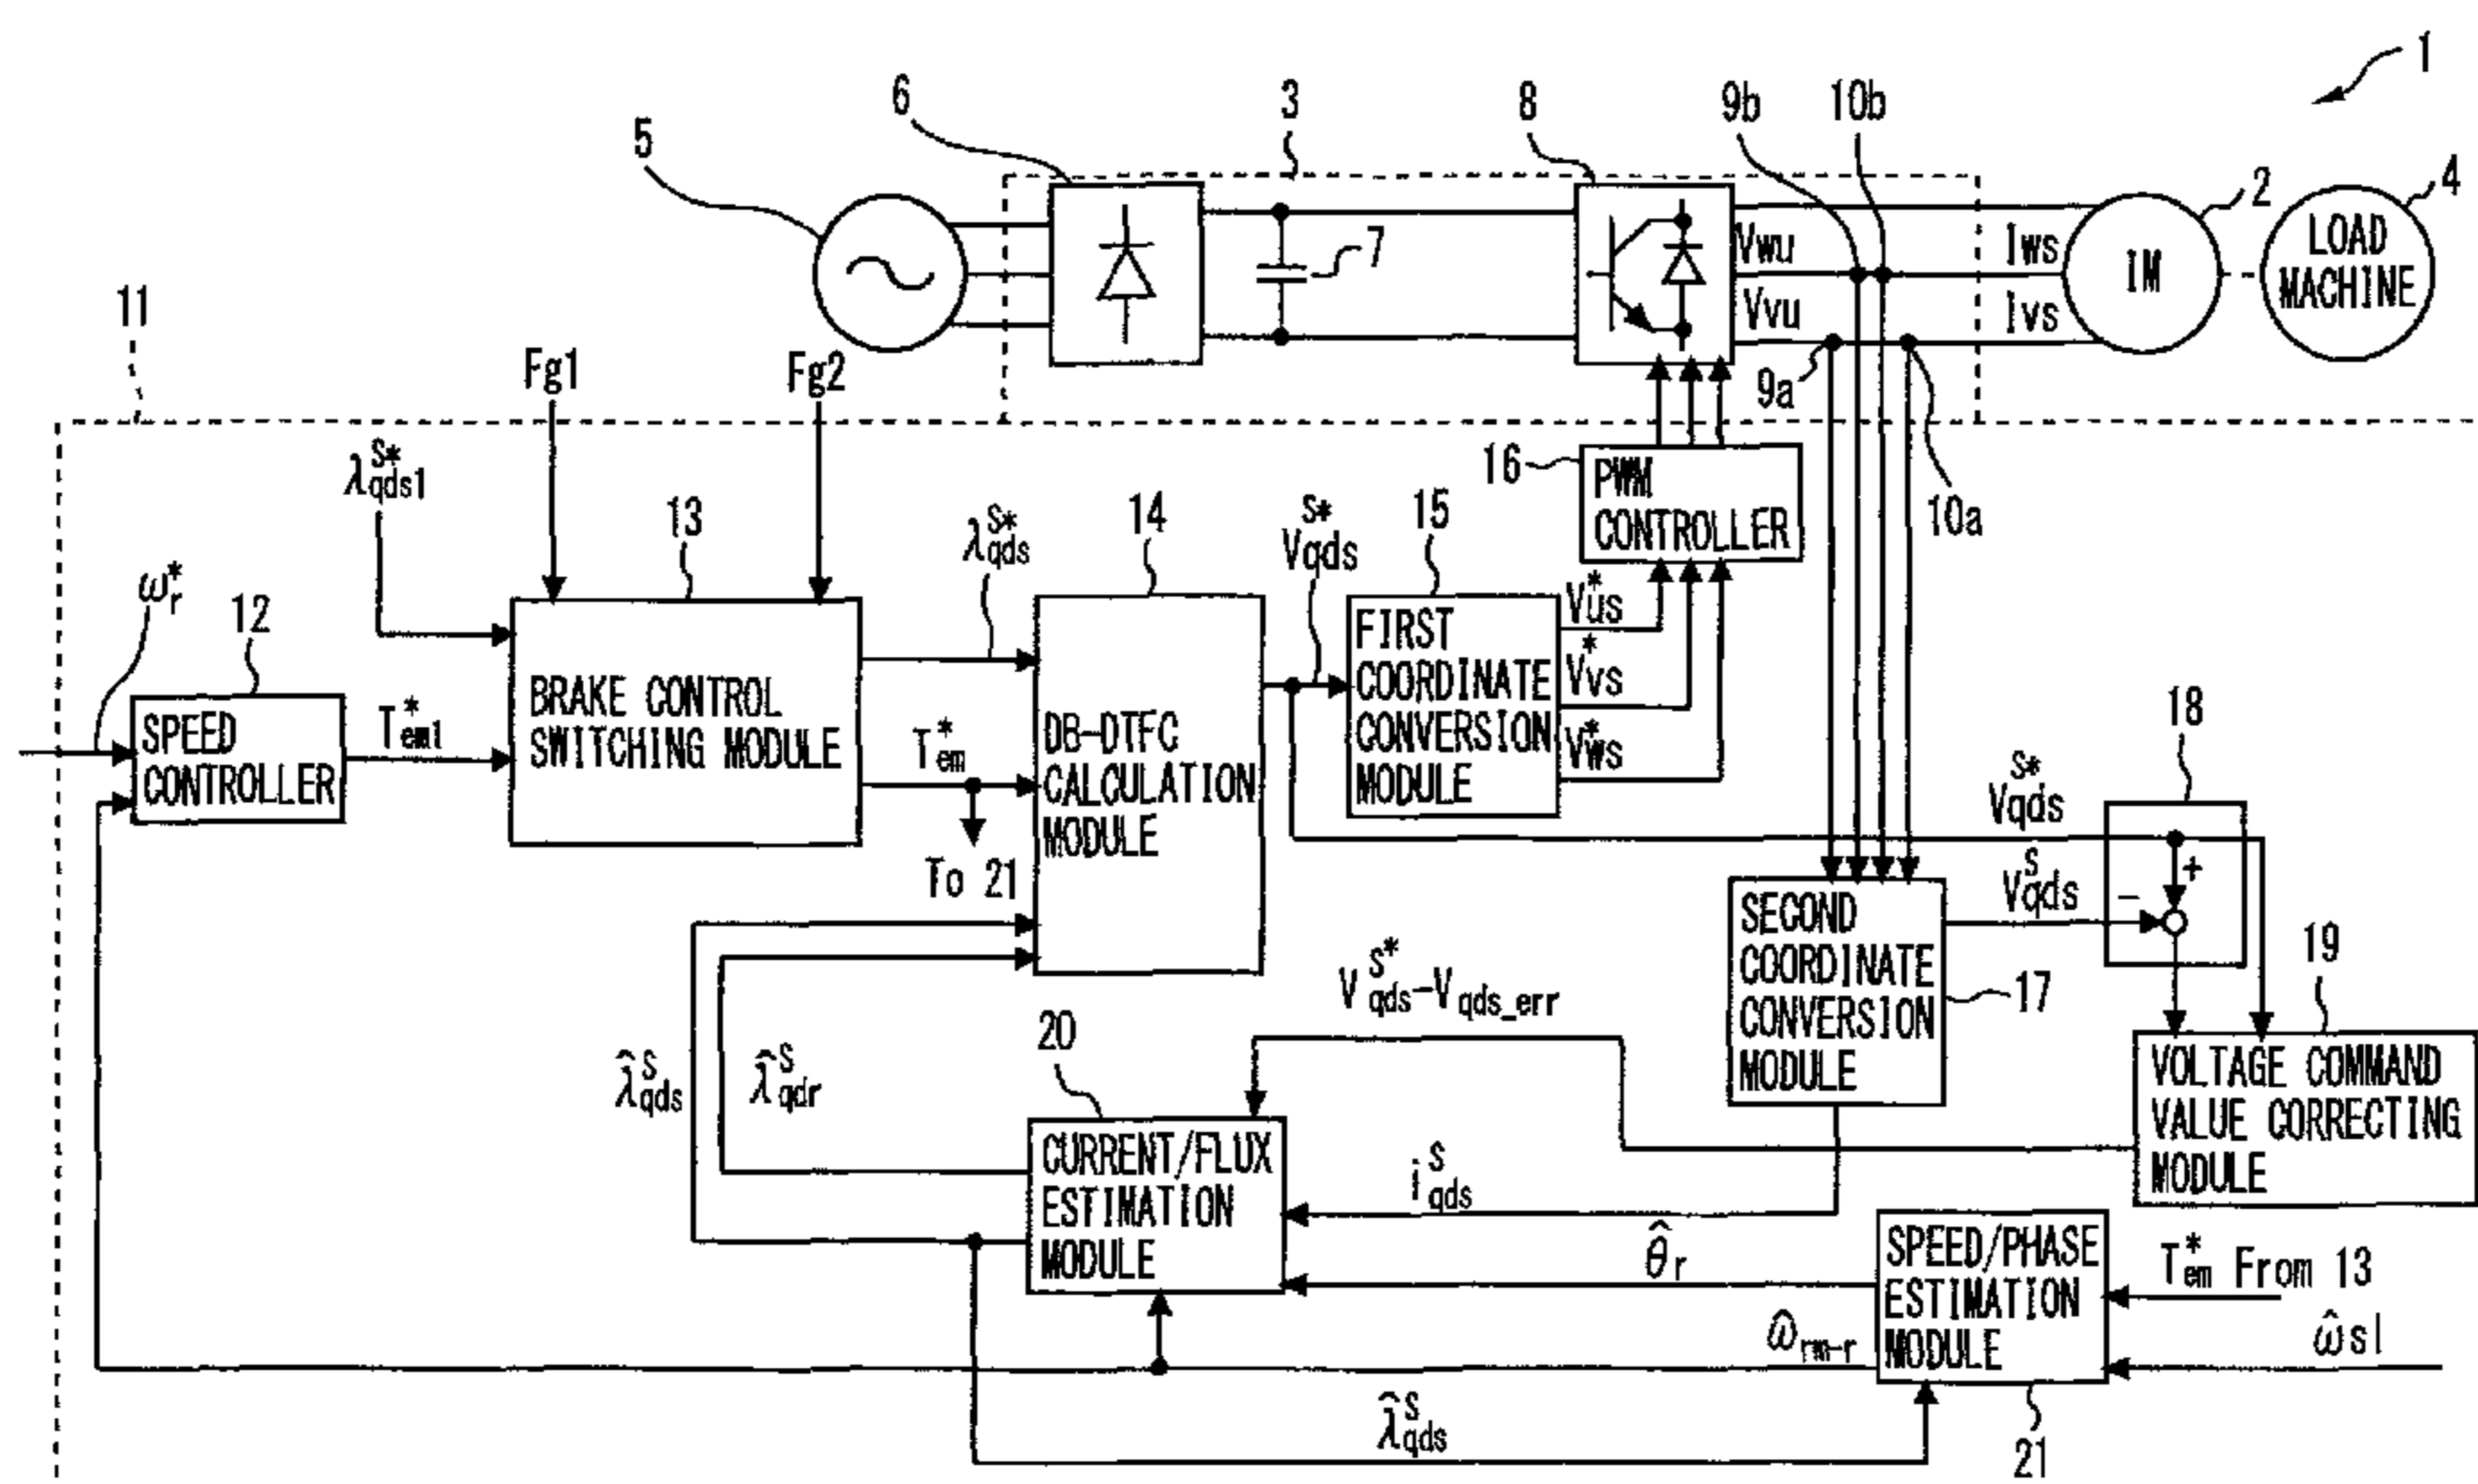 1
6
3
8
9b
10b
5
2
4
7
Vwu
Iws
IM
LOAD
MACHINE
Vvu
Ivs
11
Fg1
Fg2
9a
λ^{s*}_{qds1}
16
PWM
CONTROLLER
10a
13
14
15
λ^{s*}_{qds}
V^{s*}_{qds}
ω^*_r
12
SPEED
CONTROLLER
T^*_{em1}
BRAKE CONTROL
SWITCHING MODULE
T^*_{em}
To 21
DB-DTFC
CALCULATION
MODULE
FIRST
COORDINATE
CONVERSION
MODULE
V^*_{us}
V^*_{vs}
V^*_{ws}
18
V^{s*}_{qds}
+
V^s_{qds}
-
SECOND
COORDINATE
CONVERSION
MODULE
17
19
VOLTAGE COMMAND
VALUE CORRECTING
MODULE
V^{s*}_{qds}-V_{qds_err}
20
λ̂^s_{qds}
λ̂^s_{qdr}
CURRENT/FLUX
ESTIMATION
MODULE
i^s_{qds}
θ̂_r
SPEED/PHASE
ESTIMATION
MODULE
T^*_{em} From 13
ω̂_{rm-r}
ω̂sl
λ̂^s_{qds}
21